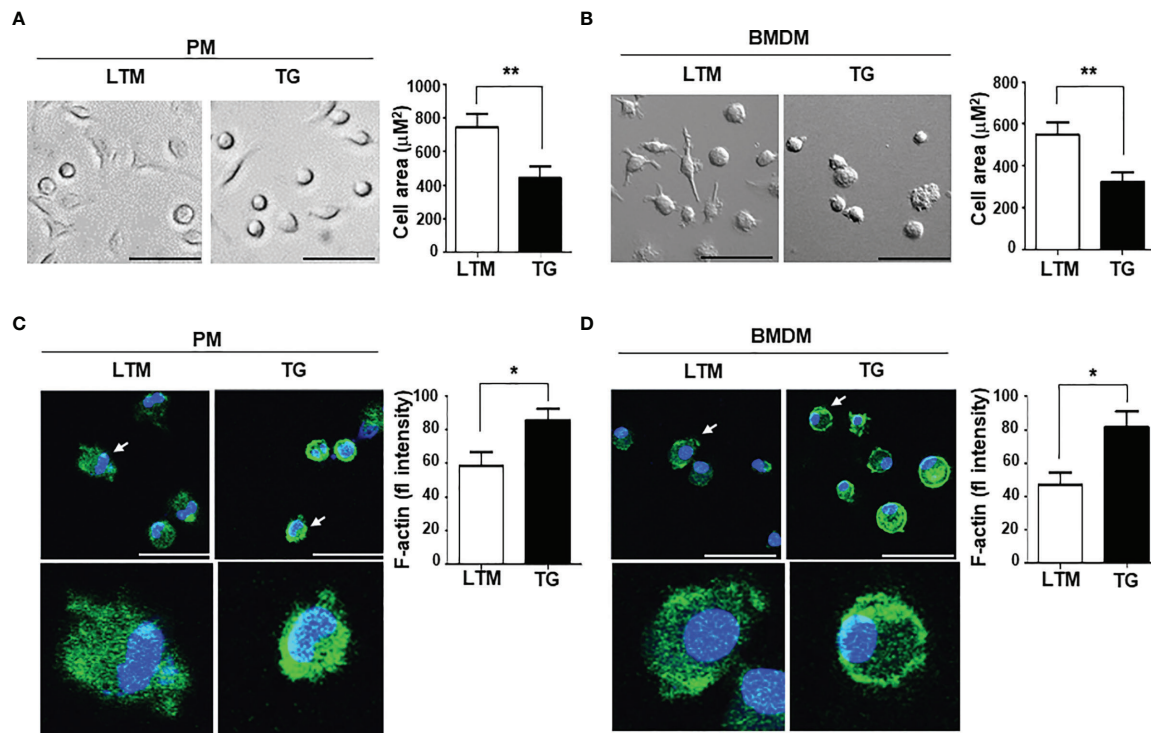 A
PM
LTM TG
Cell area (μM²)
1000
800
600
400
200
0
**
LTM TG
B
BMDM
LTM TG
Cell area (μM²)
800
600
400
200
0
**
LTM TG
C
PM
LTM TG
F-actin (fl intensity)
100
80
60
40
20
0
*
LTM TG
D
BMDM
LTM TG
F-actin (fl intensity)
100
80
60
40
20
0
*
LTM TG